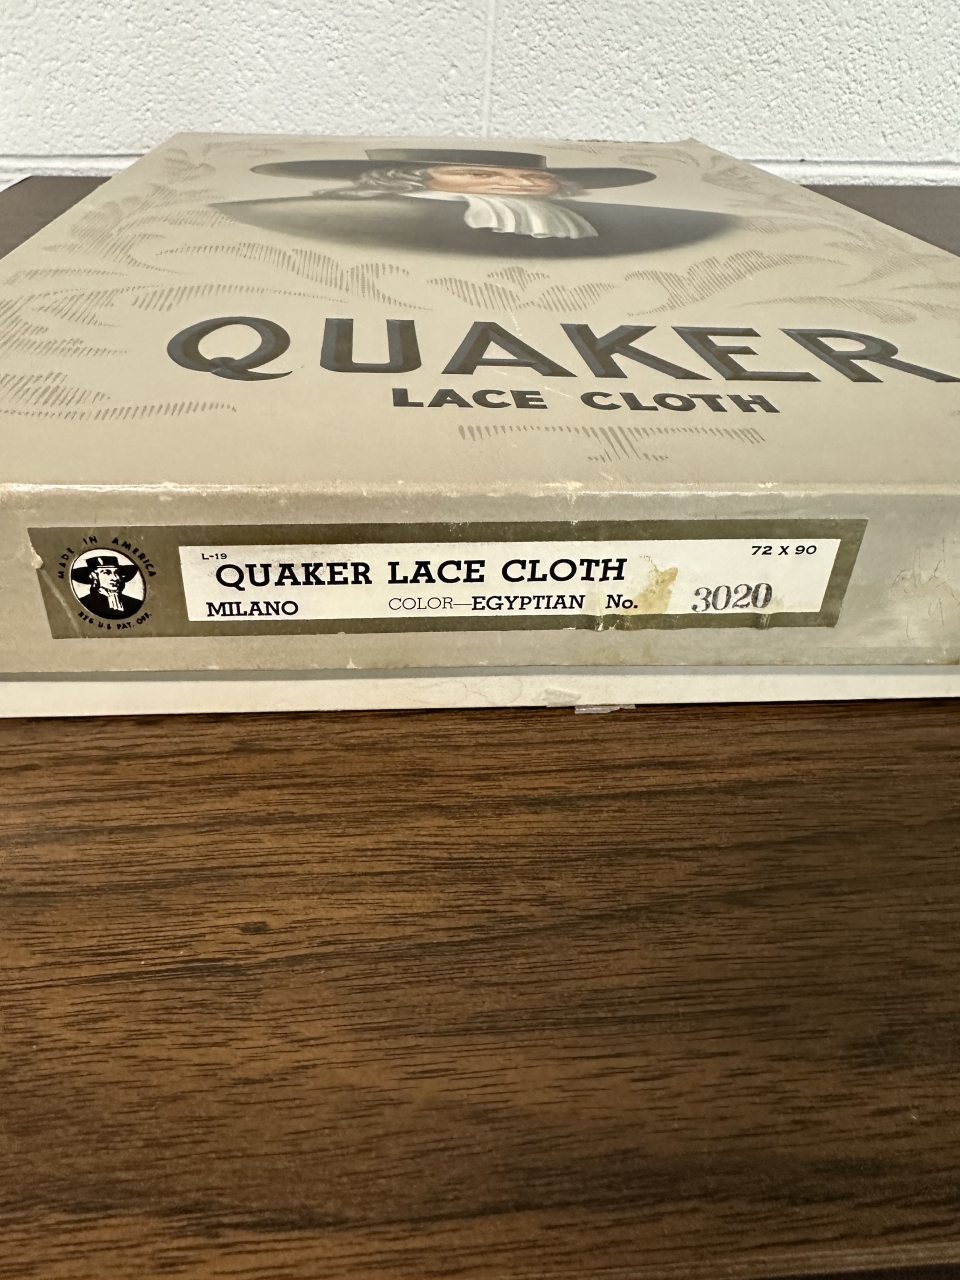 QUAKER
LACE CLOTH
MADE IN AMERICA
REG U.S. PAT. OFF.
L-19
72 X 90
QUAKER LACE CLOTH
MILANO COLOR—EGYPTIAN No. 3020